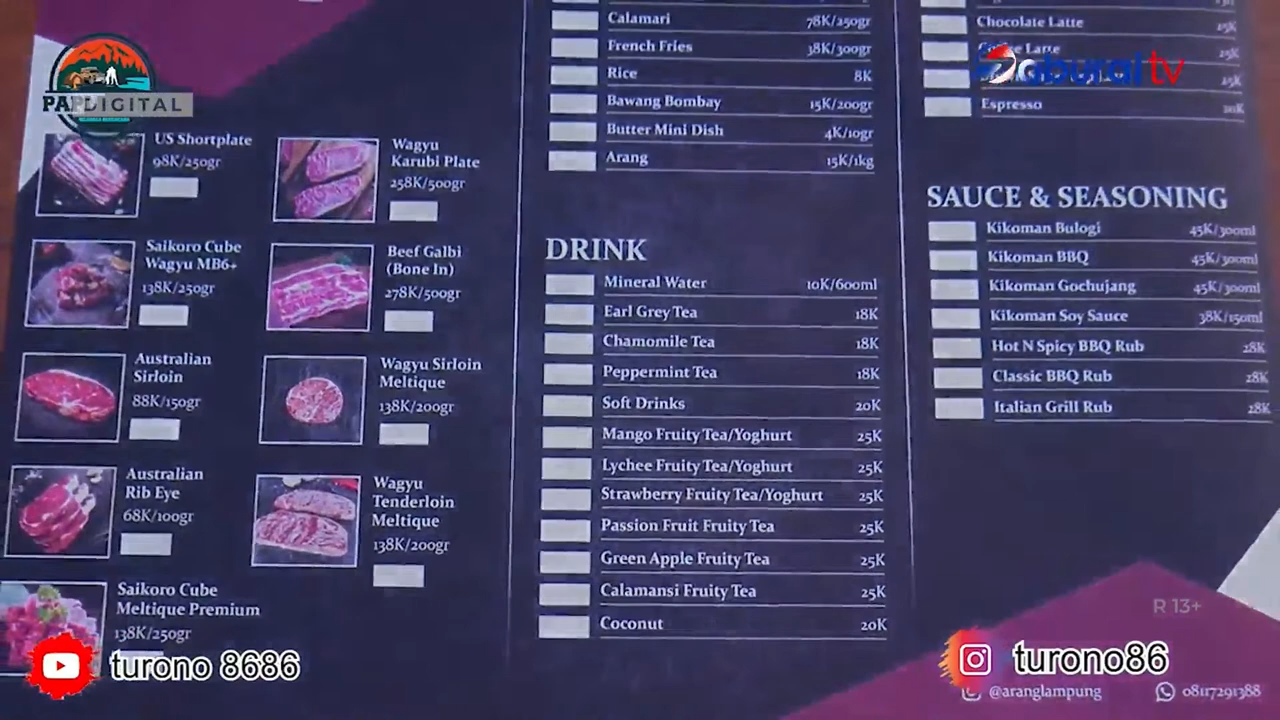 PAPDIGITAL
US Shortplate
98K/250gr
Saikoro Cube
Wagyu MB6+
138K/250gr
Australian
Sirloin
88K/150gr
Australian
Rib Eye
68K/100gr
Saikoro Cube
Meltique Premium
138K/250gr
Wagyu
Karubi Plate
258K/500gr
Beef Galbi
(Bone In)
278K/500gr
Wagyu Sirloin
Meltique
138K/200gr
Wagyu
Tenderloin
Meltique
138K/200gr
Calamari 78K/250gr
French Fries 38K/300gr
Rice 8K
Bawang Bombay 15K/200gr
Butter Mini Dish 4K/10gr
Arang 15K/1kg
DRINK
Mineral Water 10K/600ml
Earl Grey Tea 18K
Chamomile Tea 18K
Peppermint Tea 18K
Soft Drinks 20K
Mango Fruity Tea/Yoghurt 25K
Lychee Fruity Tea/Yoghurt 25K
Strawberry Fruity Tea/Yoghurt 25K
Passion Fruit Fruity Tea 25K
Green Apple Fruity Tea 25K
Calamansi Fruity Tea 25K
Coconut 20K
Chocolate Latte 25K
Latte 25K
25K
Espresso
Saburai tv
SAUCE & SEASONING
Kikoman Bulogi 45K/300ml
Kikoman BBQ 45K/300ml
Kikoman Gochujang 45K/300ml
Kikoman Soy Sauce 38K/150ml
Hot N Spicy BBQ Rub 28K
Classic BBQ Rub 28K
Italian Grill Rub 28K
R 13+
turono 8686
turono86
@aranglampung 08117291388